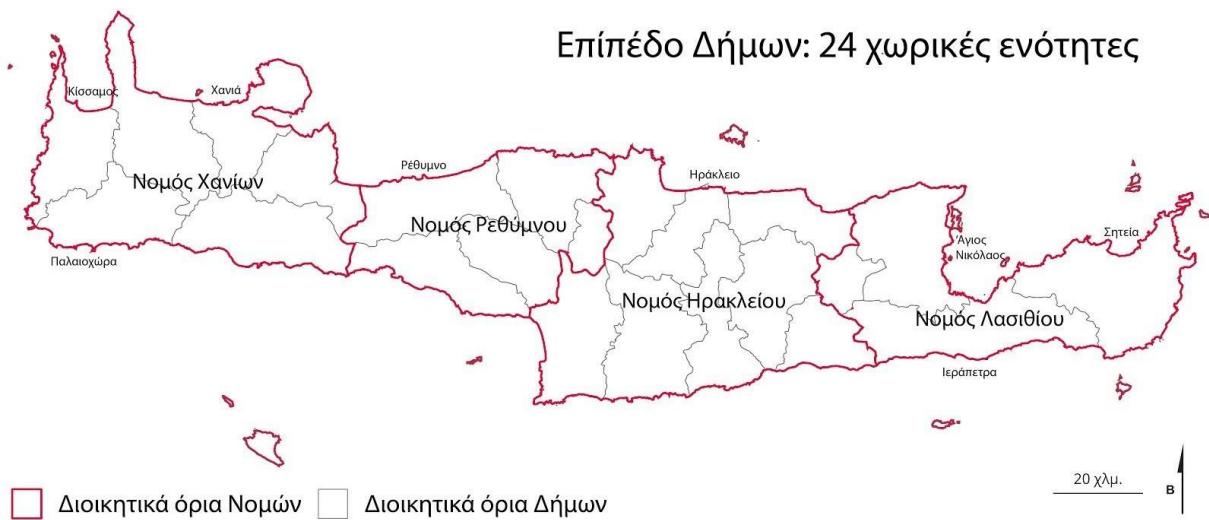 Επίπέδο Δήμων: 24 χωρικές ενότητες
Κίσσαμος
Χανιά
Νομός Χανίων
Παλαιοχώρα
Ρέθυμνο
Νομός Ρεθύμνου
Ηράκλειο
Νομός Ηρακλείου
Άγιος
Νικόλαος
Σητεία
Νομός Λασιθίου
Ιεράπετρα
Διοικητικά όρια Νομών
Διοικητικά όρια Δήμων
20 χλμ.
Β